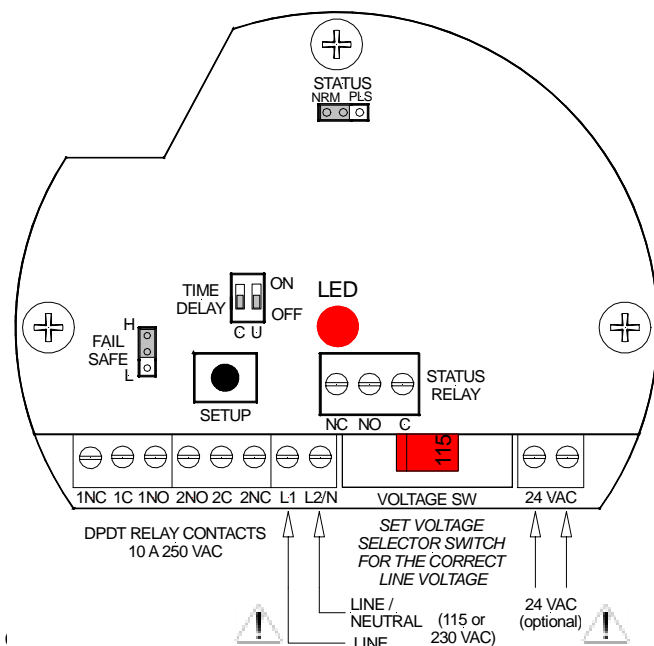 STATUS
NRM PLS
TIME
DELAY
ON
OFF
C U
LED
H
FAIL
SAFE
L
SETUP
STATUS
RELAY
NC NO C
115
1NC 1C 1NO 2NO 2C 2NC L1 L2/N VOLTAGE SW 24 VAC
DPDT RELAY CONTACTS
10 A 250 VAC
SET VOLTAGE
SELECTOR SWITCH
FOR THE CORRECT
LINE VOLTAGE
LINE /
NEUTRAL
LINE
(115 or
230 VAC)
24 VAC
(optional)
!
!